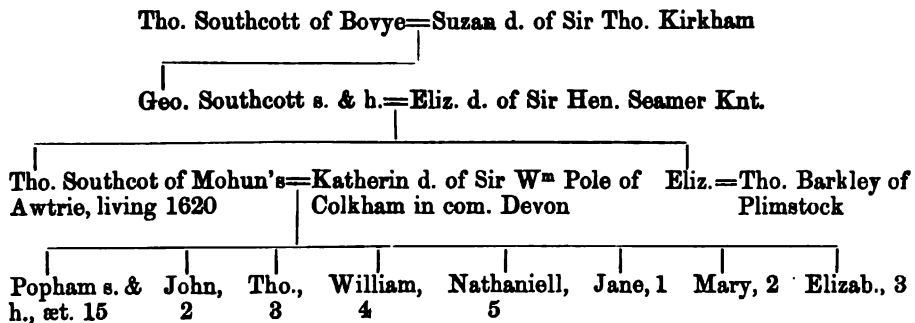 Tho. Southcott of Bovye=Suzan d. of Sir Tho. Kirkham
Geo. Southcott s. & h.=Eliz. d. of Sir Hen. Seamer Knt.
Tho. Southcot of Mohun's=Katherin d. of Sir Wᵐ Pole of Eliz.=Tho. Barkley of
Awtrie, living 1620 Colkham in com. Devon Plimstock
Popham s. & John, Tho., William, Nathaniell, Jane, 1 Mary, 2 Elizab., 3
h., æt. 15 2 3 4 5